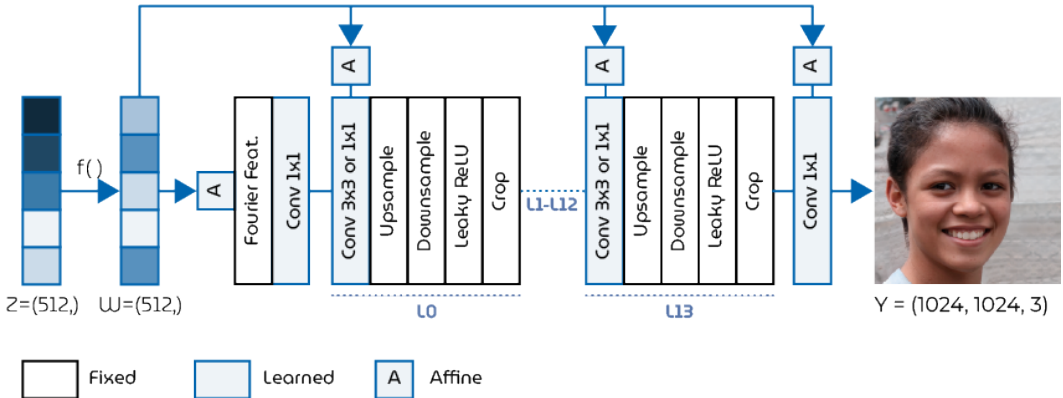 A
A
A
f()
A
Fourier Feat.
Conv 1x1
Conv 3x3 or 1x1
Upsample
Downsample
Leaky ReLU
Crop
L1-L12
Conv 3x3 or 1x1
Upsample
Downsample
Leaky ReLU
Crop
Conv 1x1
Z=(512,)
W=(512,)
L0
L13
Y = (1024, 1024, 3)
Fixed
Learned
A
Affine